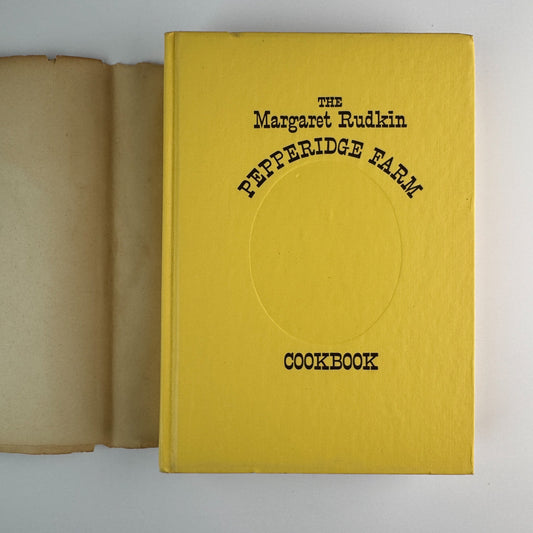 THE
Margaret Rudkin
PEPPERIDGE FARM
COOKBOOK